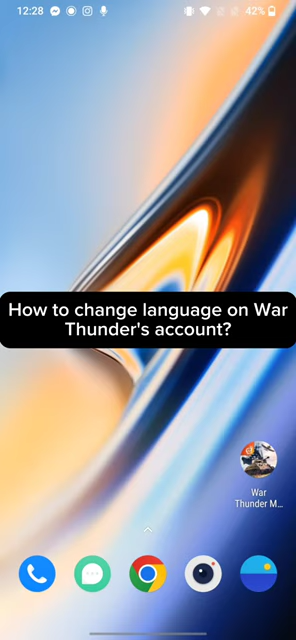 12:28
42%
How to change language on War
Thunder's account?
War
Thunder M...